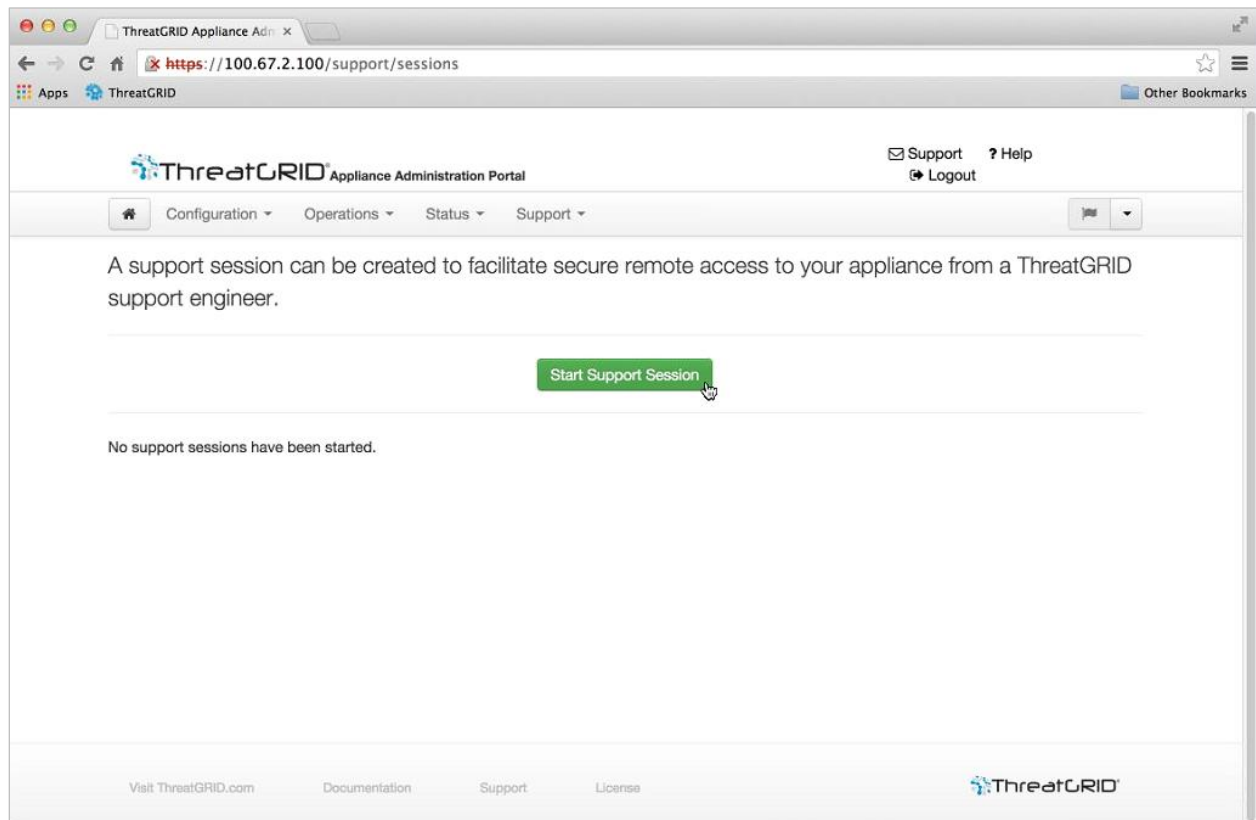 ThreatGRID Appliance Adm
https://100.67.2.100/support/sessions
Apps ThreatGRID Other Bookmarks
ThreatGRID® Appliance Administration Portal
Support ? Help
Logout
Configuration Operations Status Support
A support session can be created to facilitate secure remote access to your appliance from a ThreatGRID
support engineer.
Start Support Session
No support sessions have been started.
Visit ThreatGRID.com Documentation Support License ThreatGRID®